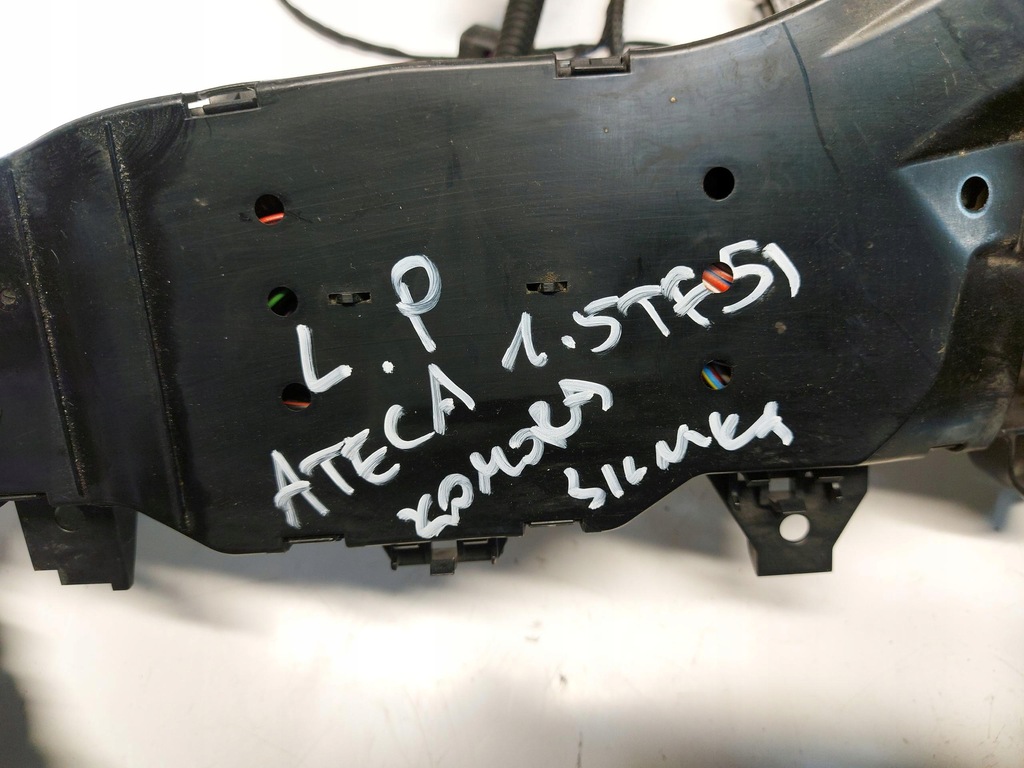 L.P
ATECA 1.5TFSI
KOMORA
SILNIKA